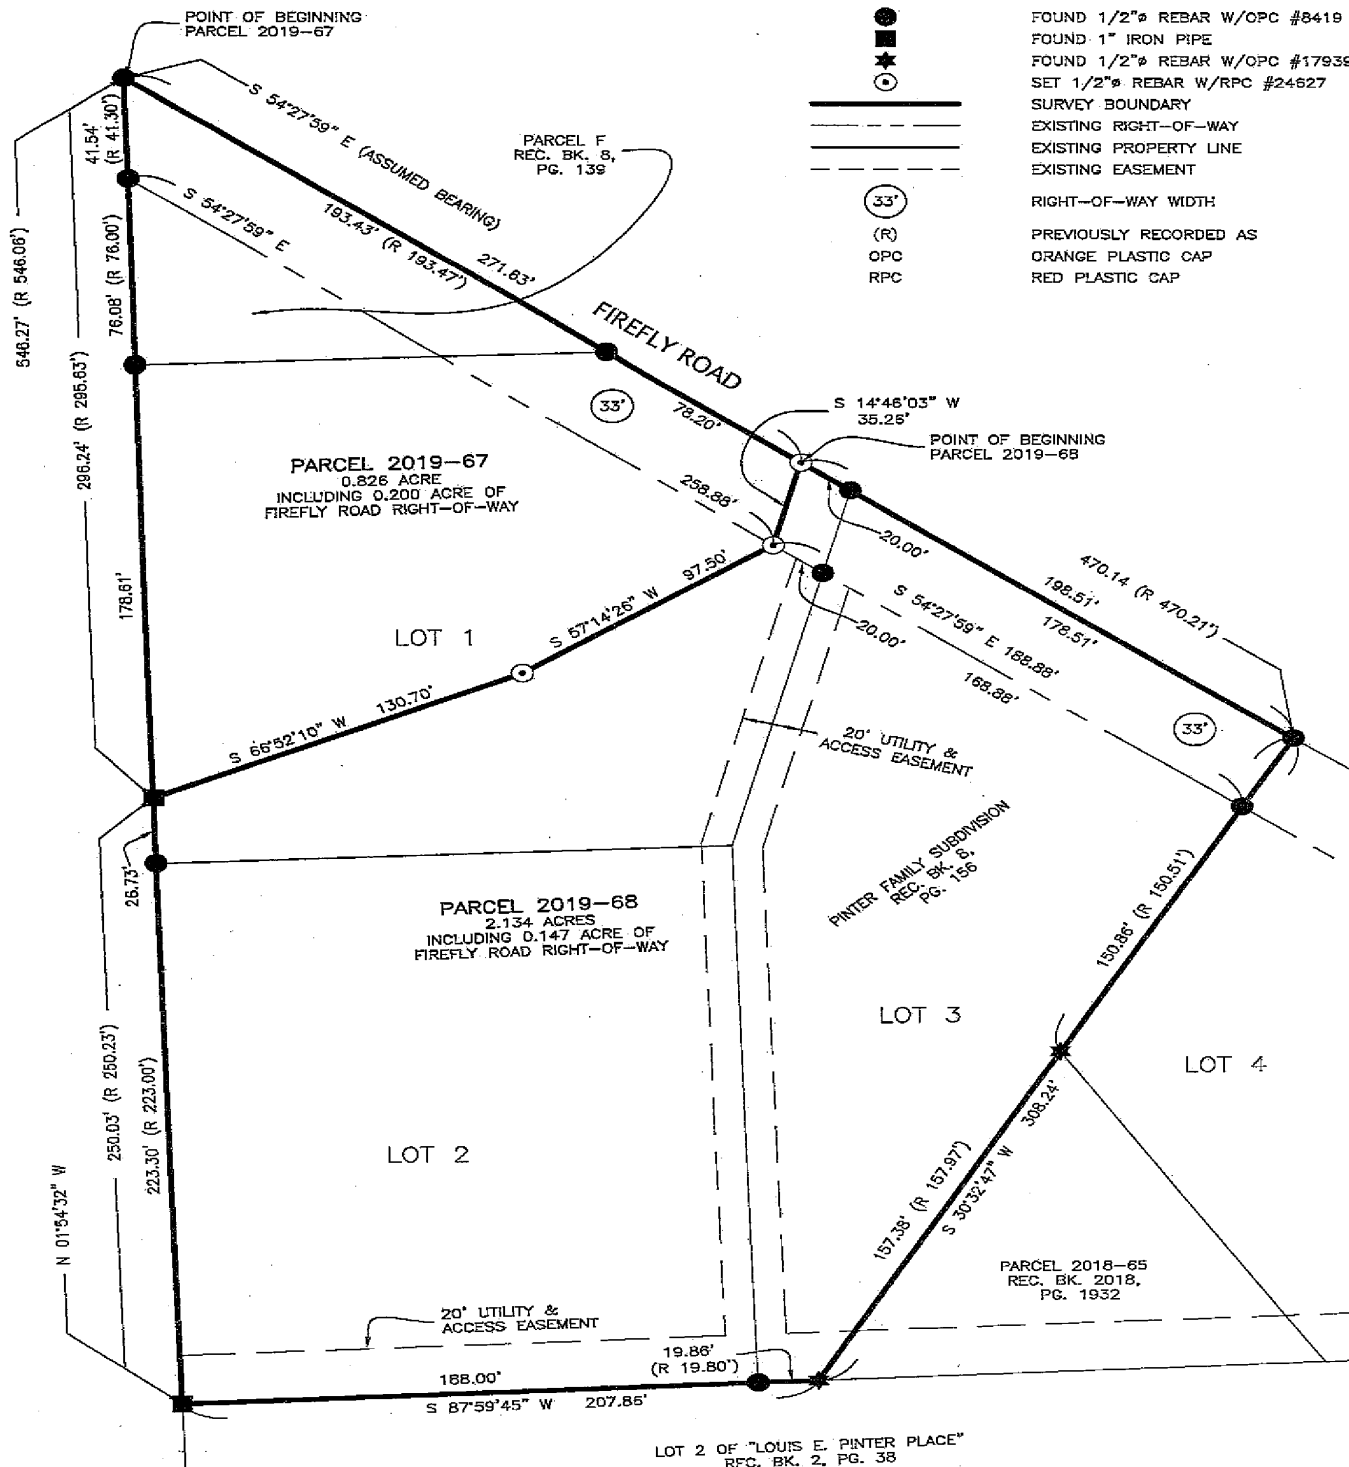 POINT OF BEGINNING
PARCEL 2019-67
FOUND 1/2"ø REBAR W/OPC #8419
FOUND 1" IRON PIPE
FOUND 1/2"ø REBAR W/OPC #17939
SET 1/2"ø REBAR W/RPC #24627
SURVEY BOUNDARY
EXISTING RIGHT-OF-WAY
EXISTING PROPERTY LINE
EXISTING EASEMENT
33'
RIGHT-OF-WAY WIDTH
(R)
PREVIOUSLY RECORDED AS
OPC
ORANGE PLASTIC CAP
RPC
RED PLASTIC CAP
S 54°27'59" E (ASSUMED BEARING)
193.43' (R 193.47')
271.63'
PARCEL F
REC. BK. 8,
PG. 139
41.54'
(R 41.30')
S 54°27'59" E
76.08' (R 76.00')
546.27' (R 546.06')
296.24' (R 295.63')
FIREFLY ROAD
33'
78.20'
S 14°46'03" W
35.25'
POINT OF BEGINNING
PARCEL 2019-68
PARCEL 2019-67
0.826 ACRE
INCLUDING 0.200 ACRE OF
FIREFLY ROAD RIGHT-OF-WAY
258.88'
20.00'
470.14 (R 470.21')
198.51'
178.51'
S 54°27'59" E 188.88'
168.88'
20.00'
33'
178.61'
LOT 1
S 57°14'26" W 97.50'
S 66°52'10" W 130.70'
20' UTILITY &
ACCESS EASEMENT
PINTER FAMILY SUBDIVISION
REC. BK. 8,
PG. 156
26.73'
PARCEL 2019-68
2.134 ACRES
INCLUDING 0.147 ACRE OF
FIREFLY ROAD RIGHT-OF-WAY
150.86' (R 150.51')
LOT 3
LOT 4
250.03' (R 250.23')
223.30' (R 223.00')
N 01°54'32" W
LOT 2
157.38' (R 157.97')
S 30°32'47" W 308.24'
PARCEL 2018-65
REC. BK. 2018,
PG. 1932
20' UTILITY &
ACCESS EASEMENT
19.86'
(R 19.80')
188.00'
S 87°59'45" W 207.86'
LOT 2 OF "LOUIS E. PINTER PLACE"
REC. BK. 2, PG. 38